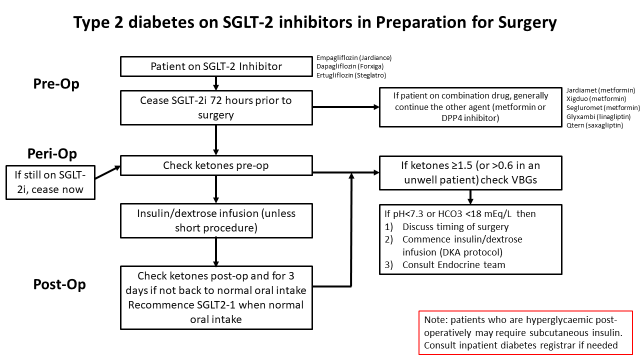 Type 2 diabetes on SGLT-2 inhibitors in Preparation for Surgery
Pre-Op
Patient on SGLT-2 Inhibitor
Empagliflozin (Jardiance)
Dapagliflozin (Forxiga)
Ertugliflozin (Steglatro)
Cease SGLT-2i 72 hours prior to
surgery
If patient on combination drug, generally
continue the other agent (metformin or
DPP4 inhibitor)
Jardiamet (metformin)
Xigduo (metformin)
Segluromet (metformin)
Glyxambi (linagliptin)
Qtern (saxagliptin)
Peri-Op
If still on SGLT-
2i, cease now
Check ketones pre-op
If ketones ≥1.5 (or >0.6 in an
unwell patient) check VBGs
Insulin/dextrose infusion (unless
short procedure)
If pH<7.3 or HCO3 <18 mEq/L then
1) Discuss timing of surgery
2) Commence insulin/dextrose
infusion (DKA protocol)
3) Consult Endocrine team
Post-Op
Check ketones post-op and for 3
days if not back to normal oral intake
Recommence SGLT2-1 when normal
oral intake
Note: patients who are hyperglycaemic post-
operatively may require subcutaneous insulin.
Consult inpatient diabetes registrar if needed